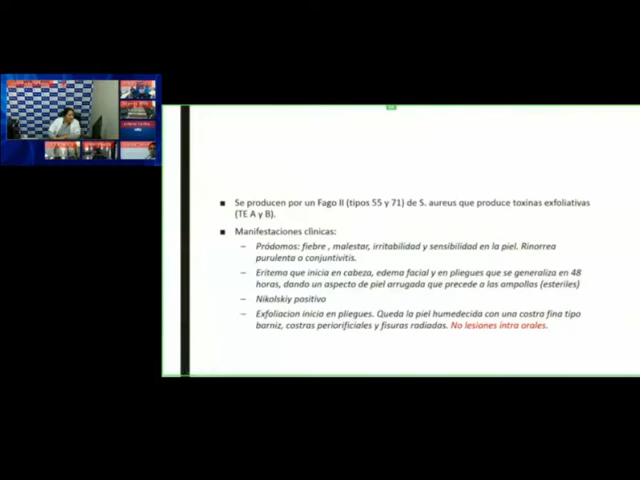 Se producen por un Fago II (tipos 55 y 71) de S. aureus que produce toxinas exfoliativas
(TE A y B).
Manifestaciones clínicas:
Pródomos: fiebre , malestar, irritabilidad y sensibilidad en la piel. Rinorrea
purulenta o conjuntivitis.
Eritema que inicia en cabeza, edema facial y en pliegues que se generaliza en 48
horas, dando un aspecto de piel arrugada que precede a las ampollas (esteriles)
Nikolskiy positivo
Exfoliacion inicia en pliegues. Queda la piel humedecida con una costra fina tipo
barniz, costras periorificiales y fisuras radiadas. No lesiones intra orales.